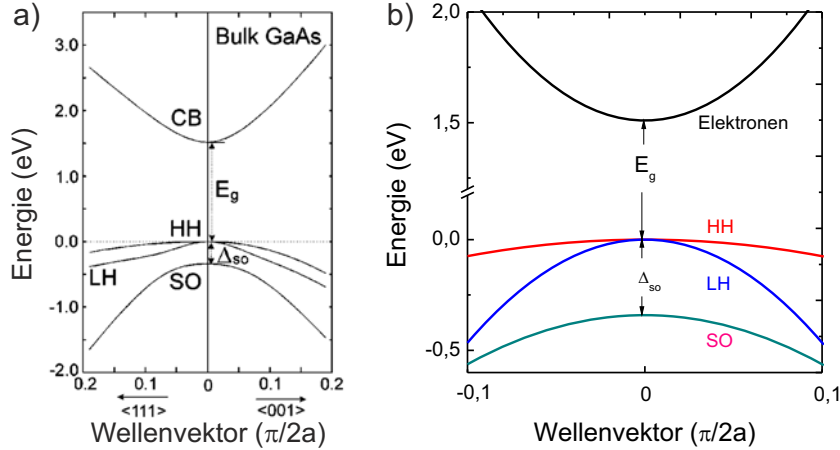 a)
Bulk GaAs
Energie (eV)
3.0
2.0
1.0
0.0
-1.0
-2.0
CB
E_g
HH
Δ_so
LH
SO
0.2
0.1
0
0.1
0.2
<111>
<001>
Wellenvektor (π/2a)
b)
Energie (eV)
2,0
1,5
0,0
-0,5
Elektronen
E_g
HH
Δ_so
LH
SO
-0,1
0
0,1
Wellenvektor (π/2a)